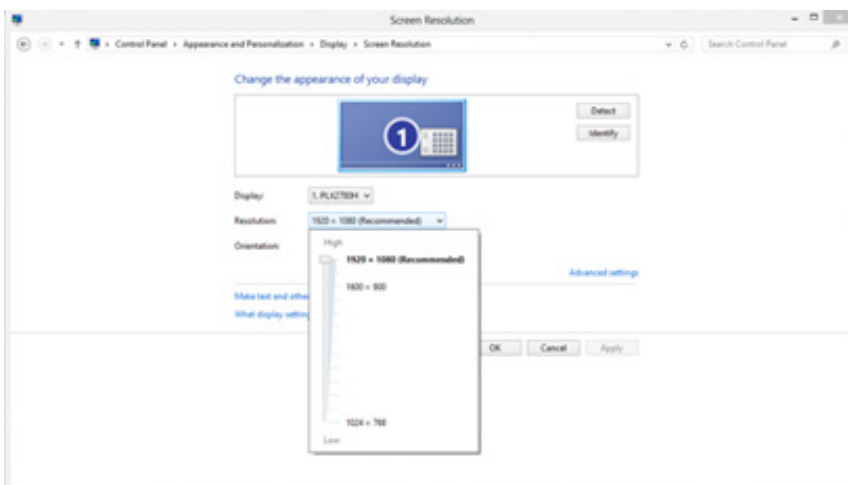 Screen Resolution
Control Panel Appearance and Personalization Display Screen Resolution
Search Control Panel
Change the appearance of your display
1
Detect
Identify
Display:
1. PLX2780H
Resolution:
1920 × 1080 (Recommended)
Orientation:
High
1920 × 1080 (Recommended)
1600 × 900
1024 × 768
Low
Advanced settings
Make text and other
What display setting
OK
Cancel
Apply